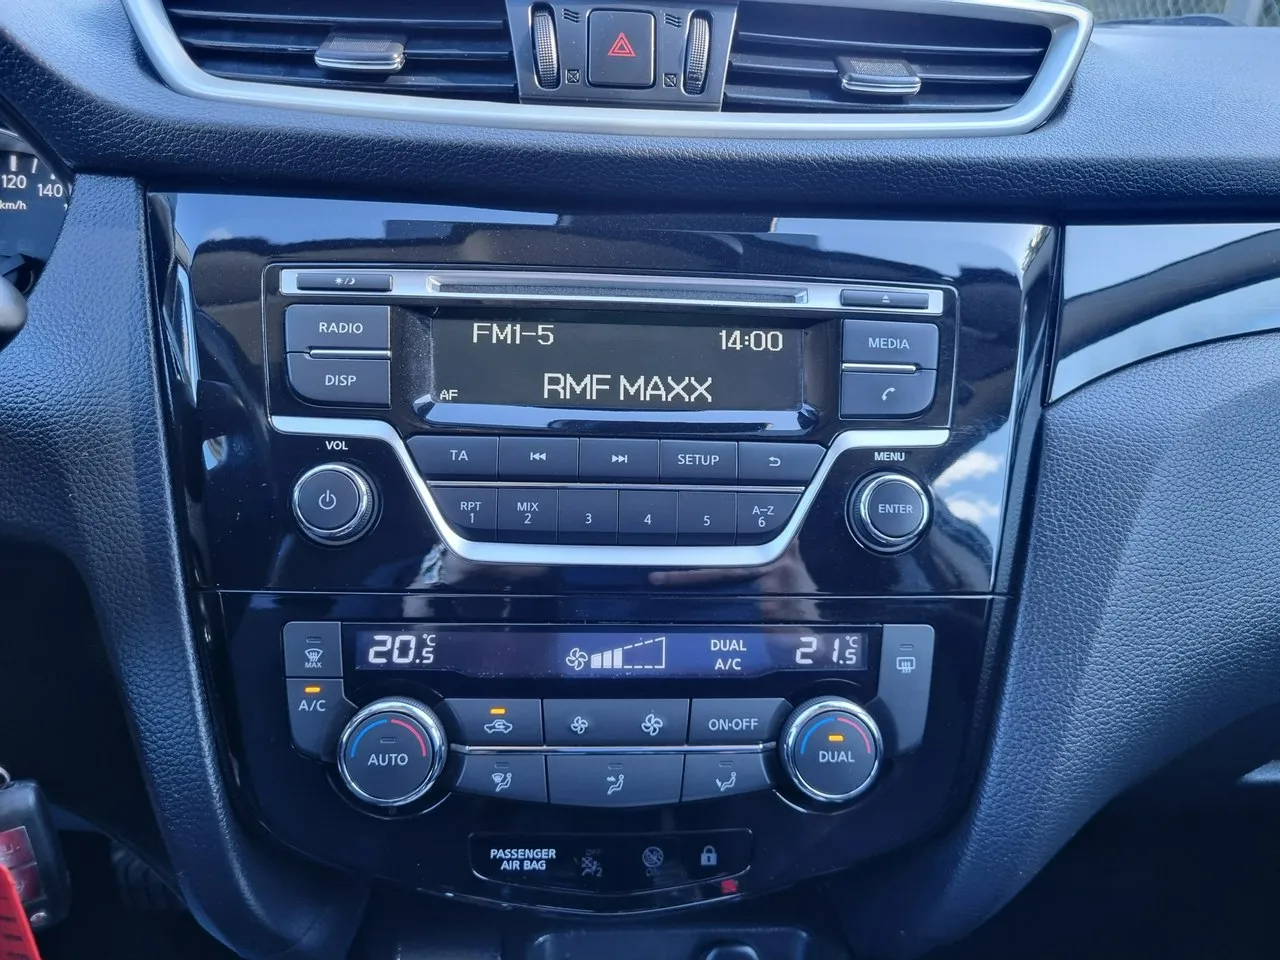 120
140
km/h
RADIO
FM1-5
14:00
MEDIA
DISP
AF
RMF MAXX
VOL
TA
SETUP
MENU
RPT
1
MIX
2
3
4
5
A-Z
6
ENTER
MAX
20.5°C
DUAL
A/C
21.5°C
A/C
AUTO
ON·OFF
DUAL
PASSENGER
AIR BAG
OFF